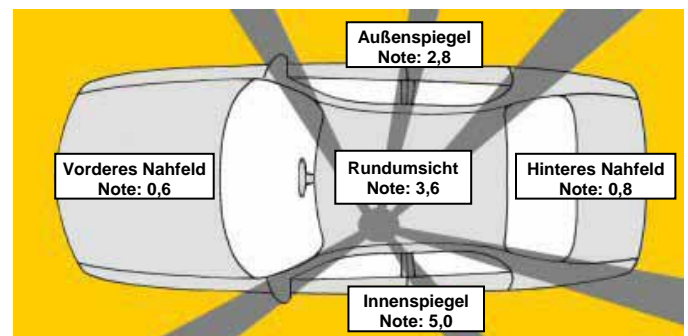 Außenspiegel
Note: 2,8
Vorderes Nahfeld
Note: 0,6
Rundumsicht
Note: 3,6
Hinteres Nahfeld
Note: 0,8
Innenspiegel
Note: 5,0